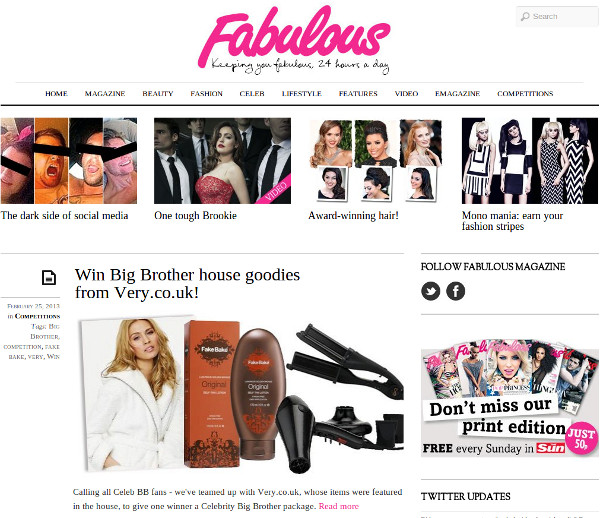 Fabulous
Keeping you fabulous, 24 hours a day
Search
HOME MAGAZINE BEAUTY FASHION CELEB LIFESTYLE FEATURES VIDEO EMAGAZINE COMPETITIONS
VIDEO
The dark side of social media
One tough Brookie
Award-winning hair!
Mono mania: earn your
fashion stripes
Win Big Brother house goodies
from Very.co.uk!
February 25, 2013
in Competitions
Tags: Big
Brother,
competition, fake
bake, very, Win
Fake Bake
Original
Fake Bake
Original
SELF-TAN LOTION
Calling all Celeb BB fans - we've teamed up with Very.co.uk, whose items were featured
in the house, to give one winner a Celebrity Big Brother package. Read more
FOLLOW FABULOUS MAGAZINE
Don't miss our
print edition
JUST
50p
FREE every Sunday in The Sun
TWITTER UPDATES